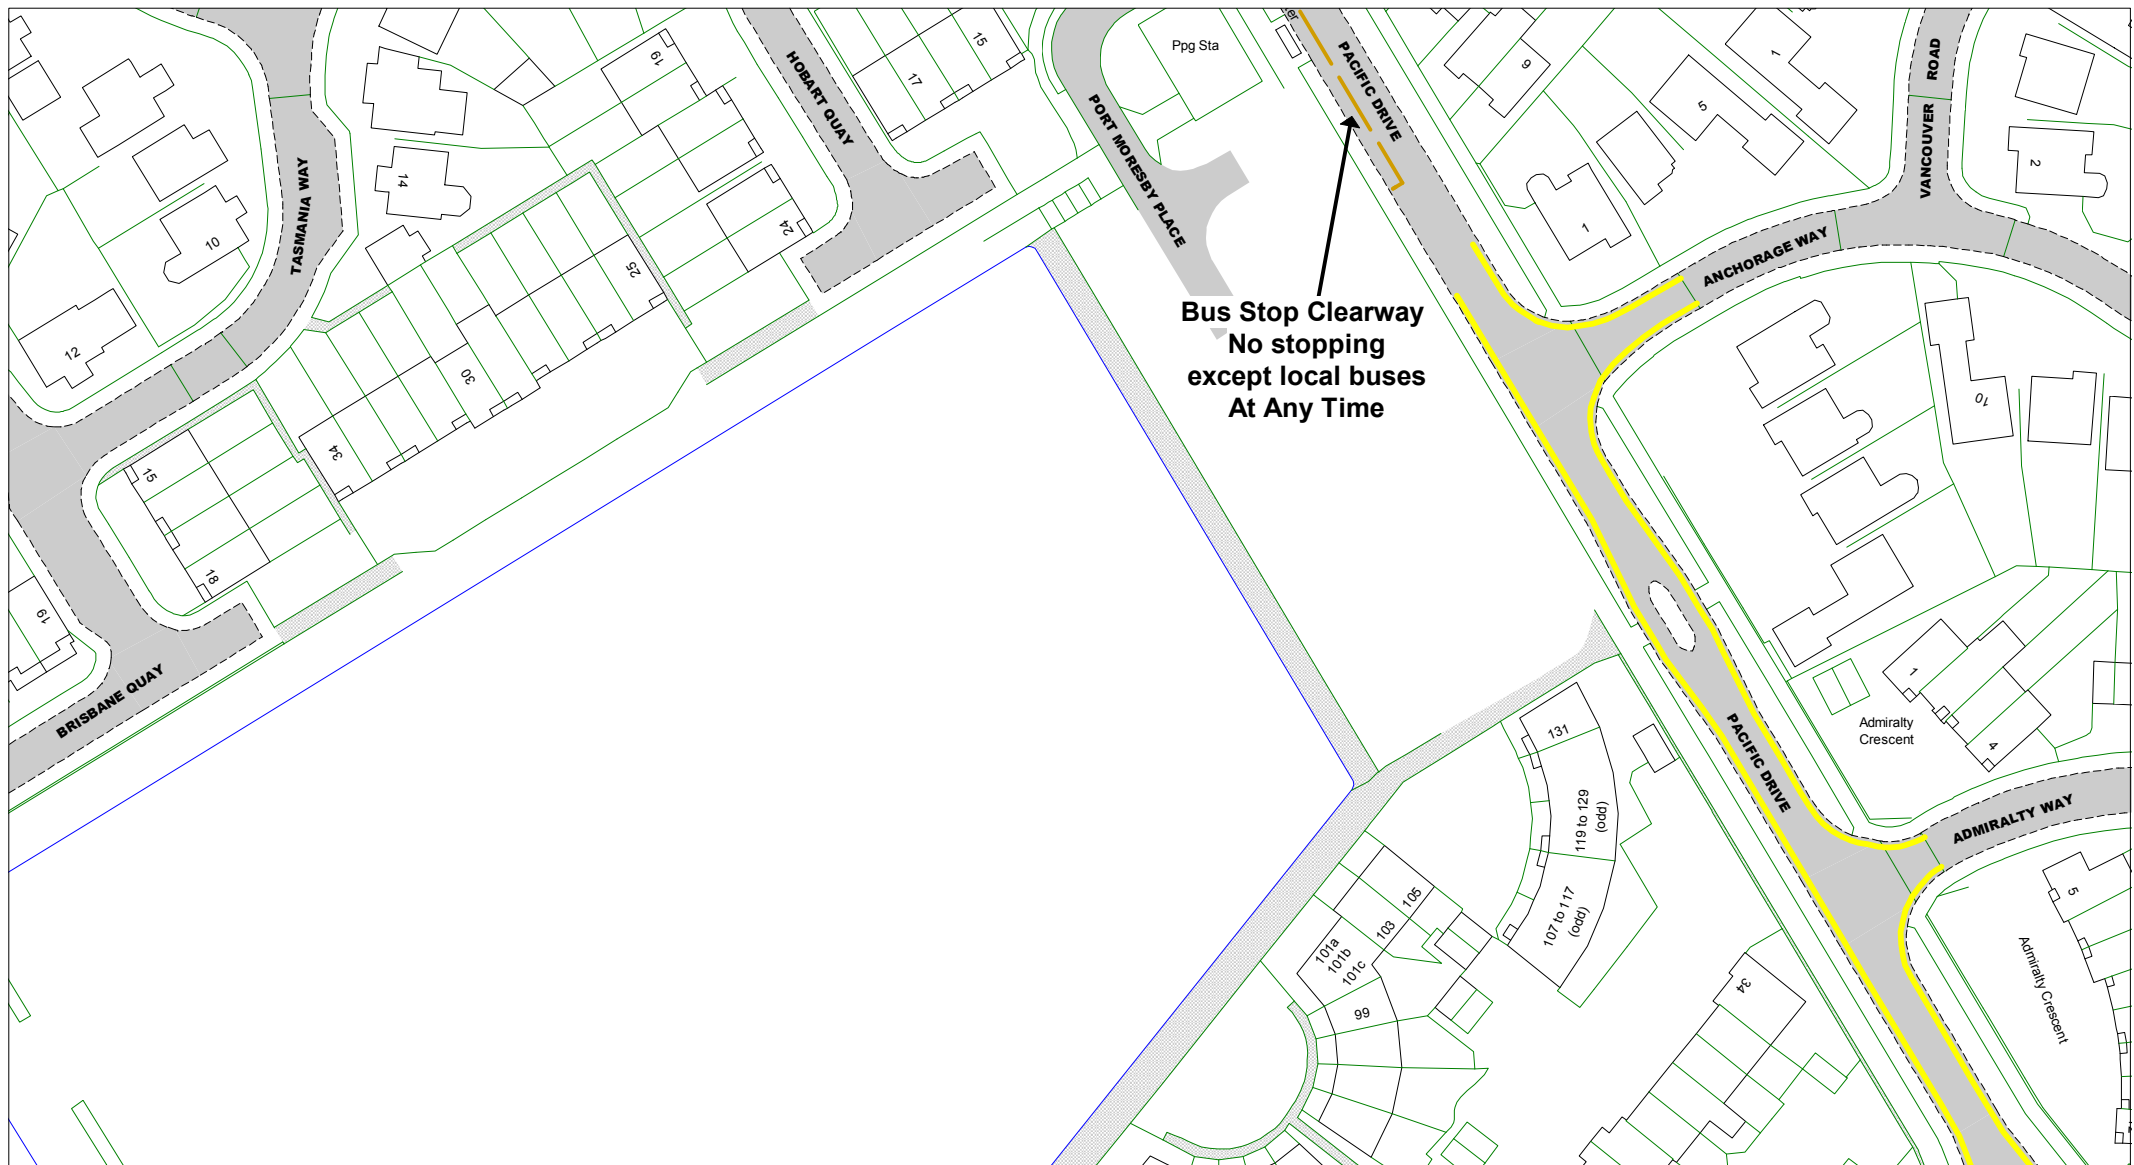 19
15
17
Ppg Sta
PACIFIC DRIVE
HOBART QUAY
9
5
1
VANCOUVER ROAD
2
PORT MORESBY PLACE
14
10
TASMANIA WAY
24
25
1
ANCHORAGE WAY
Bus Stop Clearway
No stopping
except local buses
At Any Time
12
30
34
10
15
18
19
BRISBANE QUAY
1
4
Admiralty
Crescent
PACIFIC DRIVE
131
119 to 129
(odd)
ADMIRALTY WAY
107 to 117
(odd)
105
103
101a
101b
101c
99
34
5
Admiralty Crescent